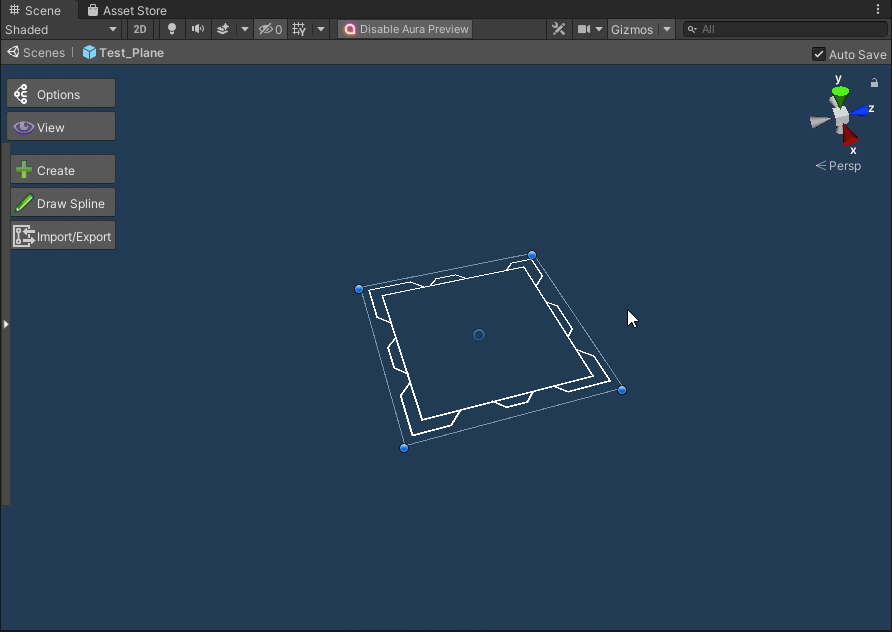 Scene Asset Store
Shaded 2D 0 Disable Aura Preview Gizmos All
Scenes Test_Plane Auto Save
Options
View
Create
Draw Spline
Import/Export
y
z
x
Persp